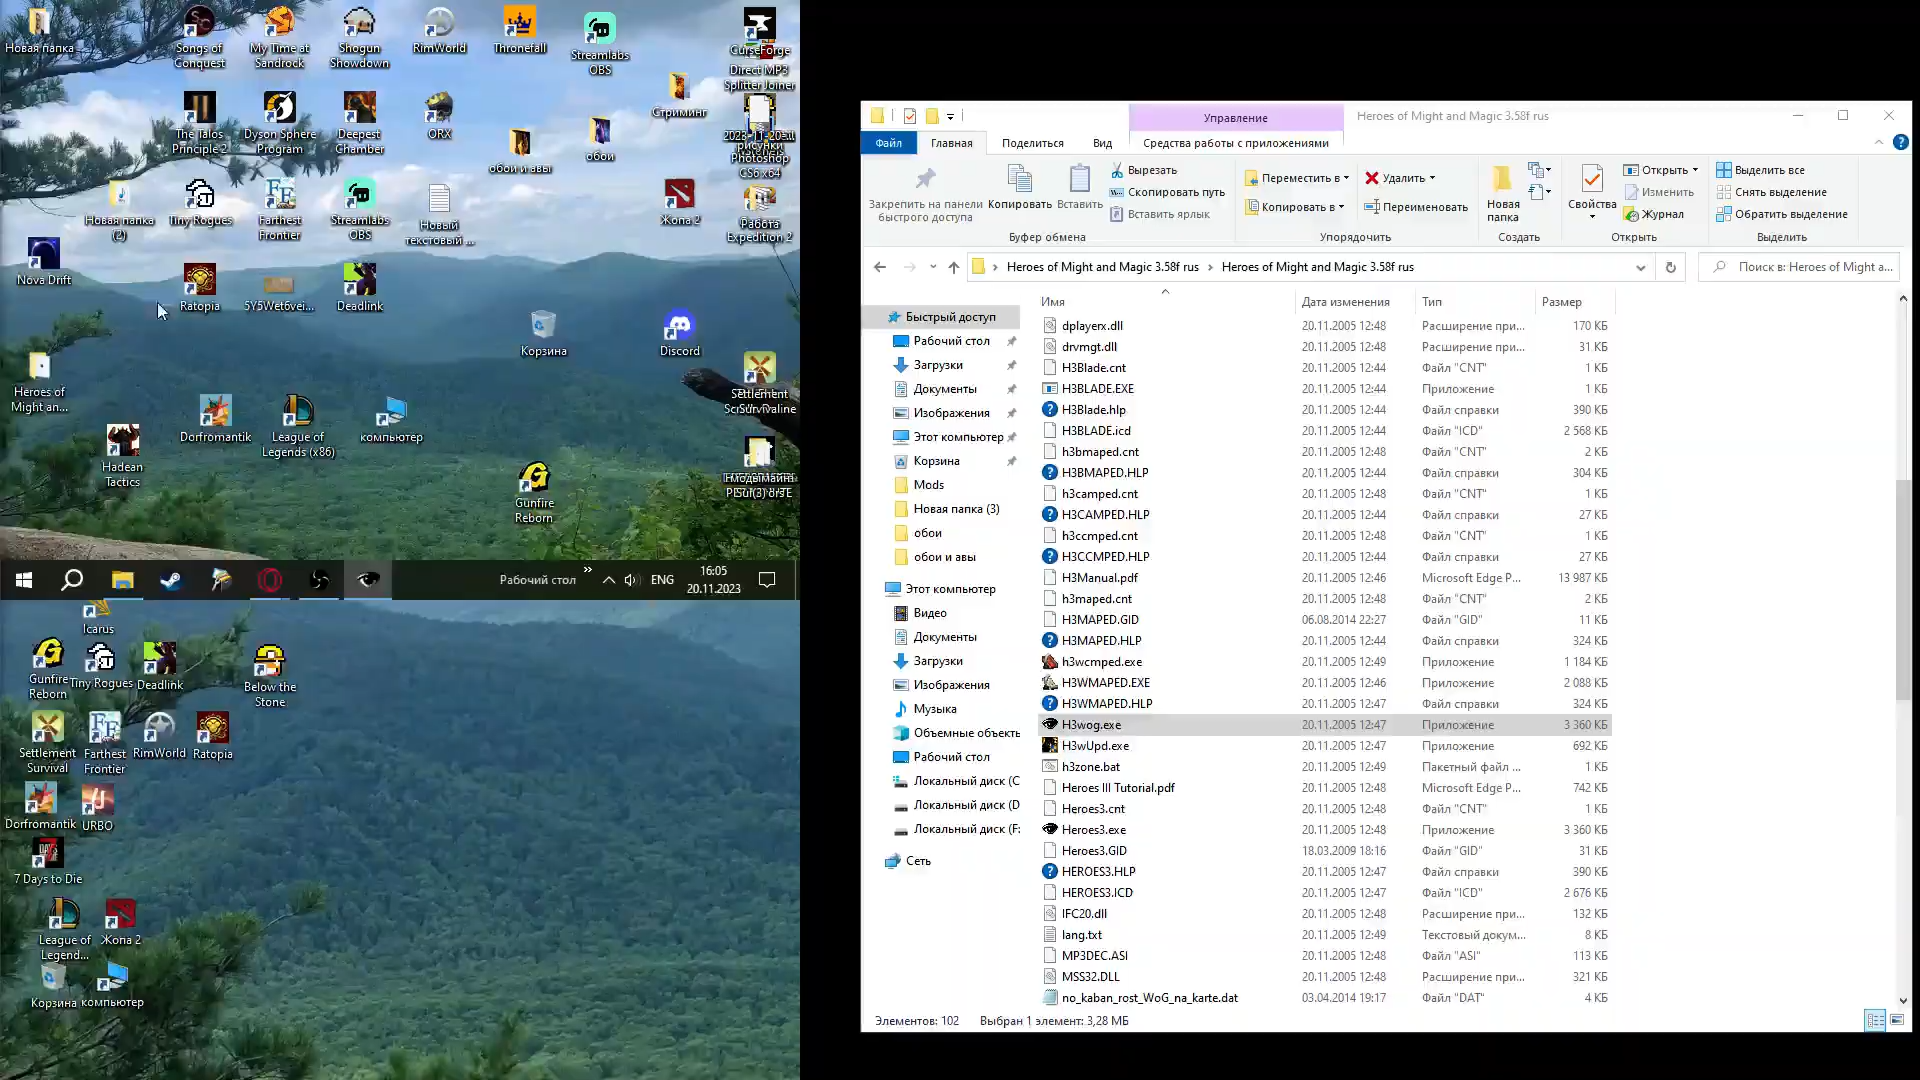 Новая папка
Songs of Conquest
My Time at Sandrock
Shogun Showdown
RimWorld
Thronefall
Streamlabs OBS
CurseForge
Direct MP3 Splitter Joiner
Стриминг
The Talos Principle 2
Dyson Sphere Program
Deepest Chamber
ORX
обои и авы
обои
рисунки
Photoshop CS6 x64
Новая папка (2)
Tiny Rogues
Farthest Frontier
Streamlabs OBS
Новый текстовый ...
Жопа 2
Работа
Expedition 2
Nova Drift
Ratopia
5Y5Wet6vei...
Deadlink
Корзина
Discord
Heroes of Might an...
Settlement
Dorfromantik
League of Legends (x86)
компьютер
Hadean Tactics
Gunfire Reborn
Рабочий стол
»
ENG
16:05
20.11.2023
Icarus
Gunfire Reborn
Tiny Rogues
Deadlink
Below the Stone
Settlement Survival
Farthest Frontier
RimWorld
Ratopia
Dorfromantik
URBO
7 Days to Die
League of Legend...
Жопа 2
Корзина
компьютер
Управление
Heroes of Might and Magic 3.58f rus
Файл
Главная
Поделиться
Вид
Средства работы с приложениями
Закрепить на панели быстрого доступа
Копировать
Вставить
Вырезать
Скопировать путь
Вставить ярлык
Буфер обмена
Переместить в
Копировать в
Удалить
Переименовать
Упорядочить
Новая папка
Создать
Свойства
Открыть
Изменить
Журнал
Открыть
Выделить все
Снять выделение
Обратить выделение
Выделить
Heroes of Might and Magic 3.58f rus › Heroes of Might and Magic 3.58f rus
Поиск в: Heroes of Might a...
Быстрый доступ
Рабочий стол
Загрузки
Документы
Изображения
Этот компьютер
Корзина
Mods
Новая папка (3)
обои
обои и авы
Этот компьютер
Видео
Документы
Загрузки
Изображения
Музыка
Объемные объекты
Рабочий стол
Локальный диск (C
Локальный диск (D
Локальный диск (F:
Сеть
Имя Дата изменения Тип Размер
dplayerx.dll 20.11.2005 12:48 Расширение при... 170 КБ
drvmgt.dll 20.11.2005 12:48 Расширение при... 31 КБ
H3Blade.cnt 20.11.2005 12:44 Файл "CNT" 1 КБ
H3BLADE.EXE 20.11.2005 12:44 Приложение 1 КБ
H3Blade.hlp 20.11.2005 12:44 Файл справки 390 КБ
H3BLADE.icd 20.11.2005 12:44 Файл "ICD" 2 568 КБ
h3bmaped.cnt 20.11.2005 12:44 Файл "CNT" 2 КБ
H3BMAPED.HLP 20.11.2005 12:44 Файл справки 304 КБ
h3camped.cnt 20.11.2005 12:48 Файл "CNT" 1 КБ
H3CAMPED.HLP 20.11.2005 12:44 Файл справки 27 КБ
h3ccmped.cnt 20.11.2005 12:48 Файл "CNT" 1 КБ
H3CCMPED.HLP 20.11.2005 12:44 Файл справки 27 КБ
H3Manual.pdf 20.11.2005 12:46 Microsoft Edge P... 13 987 КБ
h3maped.cnt 20.11.2005 12:48 Файл "CNT" 2 КБ
H3MAPED.GID 06.08.2014 22:27 Файл "GID" 11 КБ
H3MAPED.HLP 20.11.2005 12:44 Файл справки 324 КБ
h3wcmped.exe 20.11.2005 12:49 Приложение 1 184 КБ
H3WMAPED.EXE 20.11.2005 12:46 Приложение 2 088 КБ
H3WMAPED.HLP 20.11.2005 12:44 Файл справки 324 КБ
H3wog.exe 20.11.2005 12:47 Приложение 3 360 КБ
H3wUpd.exe 20.11.2005 12:47 Приложение 692 КБ
h3zone.bat 20.11.2005 12:49 Пакетный файл ... 1 КБ
Heroes III Tutorial.pdf 20.11.2005 12:48 Microsoft Edge P... 742 КБ
Heroes3.cnt 20.11.2005 12:48 Файл "CNT" 1 КБ
Heroes3.exe 20.11.2005 12:48 Приложение 3 360 КБ
Heroes3.GID 18.03.2009 18:16 Файл "GID" 31 КБ
HEROES3.HLP 20.11.2005 12:47 Файл справки 390 КБ
HEROES3.ICD 20.11.2005 12:47 Файл "ICD" 2 676 КБ
IFC20.dll 20.11.2005 12:48 Расширение при... 132 КБ
lang.txt 20.11.2005 12:49 Текстовый докум... 8 КБ
MP3DEC.ASI 20.11.2005 12:48 Файл "ASI" 113 КБ
MSS32.DLL 20.11.2005 12:48 Расширение при... 321 КБ
no_kaban_rost_WoG_na_karte.dat 03.04.2014 19:17 Файл "DAT" 4 КБ
Элементов: 102 Выбран 1 элемент: 3,28 МБ